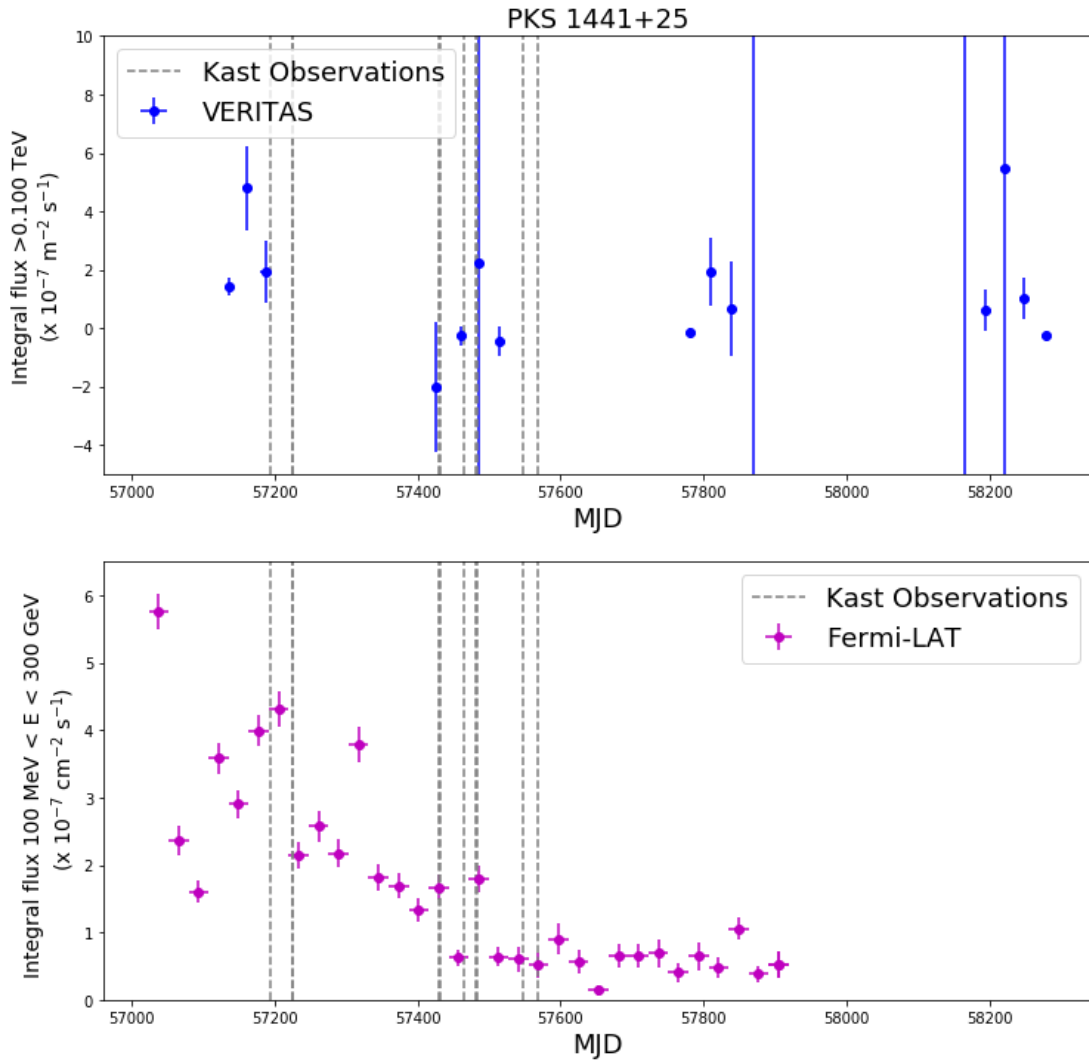 PKS 1441+25
Integral flux >0.100 TeV
(x 10⁻⁷ m⁻² s⁻¹)
10
8
6
4
2
0
−2
−4
Kast Observations
VERITAS
57000 57200 57400 57600 57800 58000 58200
MJD
Integral flux 100 MeV < E < 300 GeV
(x 10⁻⁷ cm⁻² s⁻¹)
6
5
4
3
2
1
0
Kast Observations
Fermi-LAT
57000 57200 57400 57600 57800 58000 58200
MJD